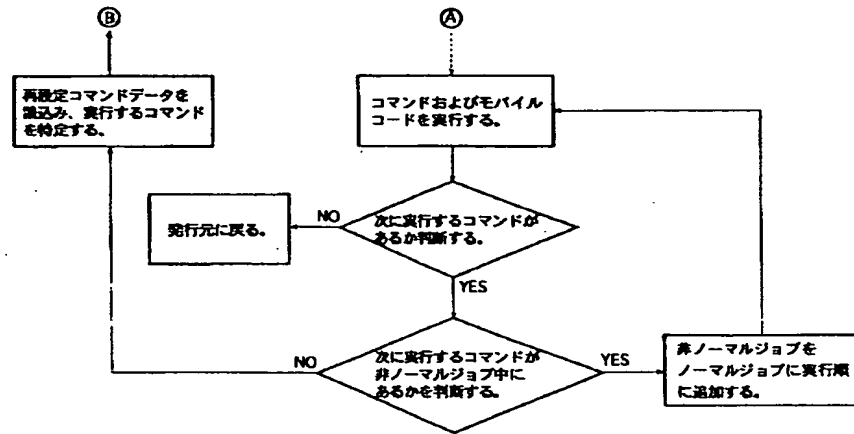 B
A
再設定コマンドデータを
読込み、実行するコマンド
を特定する。
コマンドおよびモバイル
コードを実行する。
発行元に戻る。
NO
次に実行するコマンドが
あるか判断する。
YES
NO
次に実行するコマンドが
非ノーマルジョブ中に
あるかを判断する。
YES
非ノーマルジョブを
ノーマルジョブに実行順
に追加する。